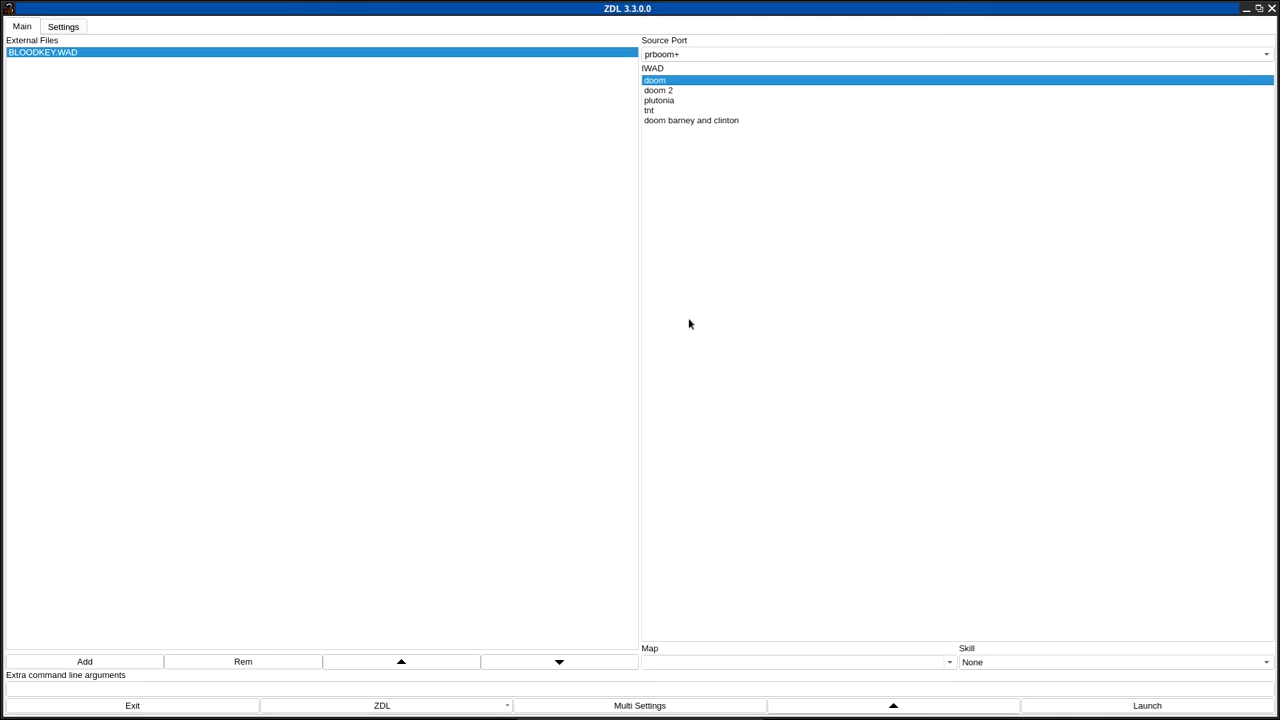 ZDL 3.3.0.0
Main
Settings
External Files
BLOODKEY.WAD
Source Port
prboom+
IWAD
doom
doom 2
plutonia
tnt
doom barney and clinton
Add
Rem
Map
Skill
None
Extra command line arguments
Exit
ZDL
Multi Settings
Launch